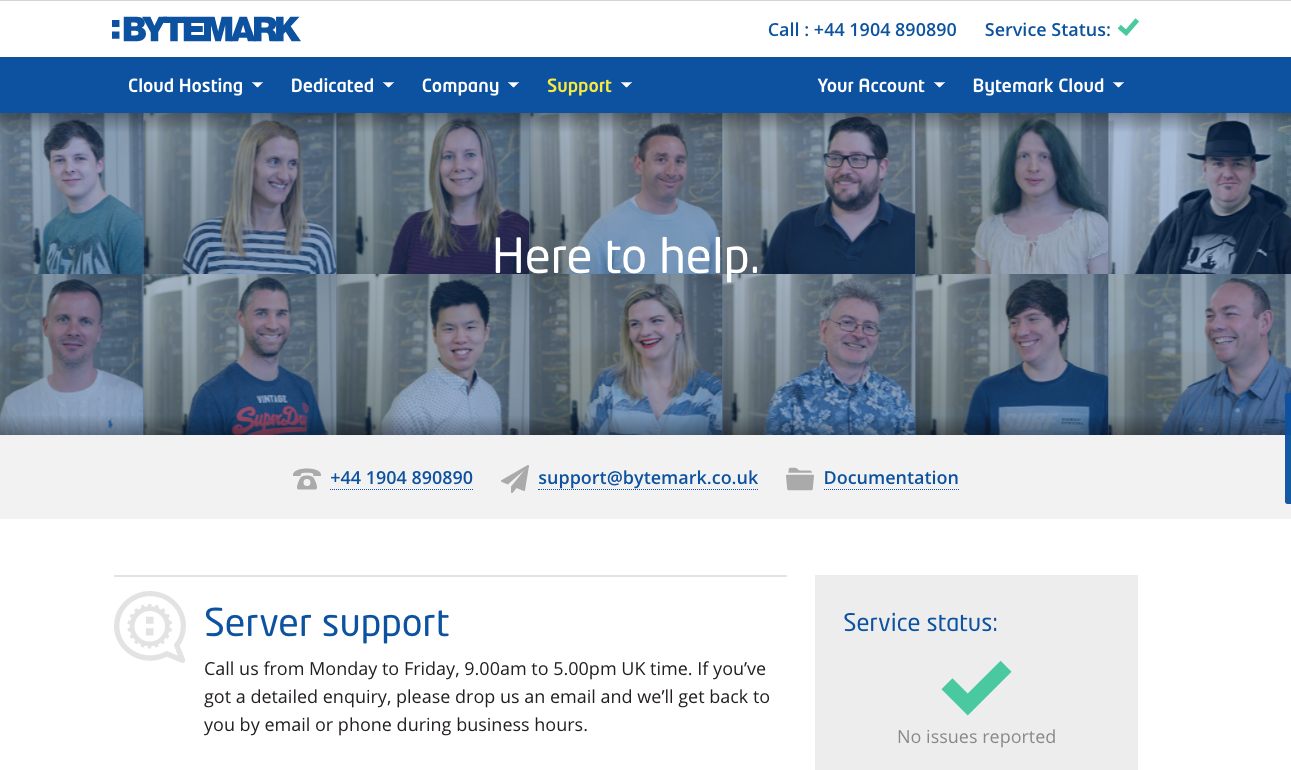 :BYTEMARK
Call : +44 1904 890890 Service Status:
Cloud Hosting Dedicated Company Support Your Account Bytemark Cloud
Here to help.
VINTAGE
SuperDry
+44 1904 890890 support@bytemark.co.uk Documentation
Server support
Call us from Monday to Friday, 9.00am to 5.00pm UK time. If you’ve
got a detailed enquiry, please drop us an email and we’ll get back to
you by email or phone during business hours.
Service status:
No issues reported